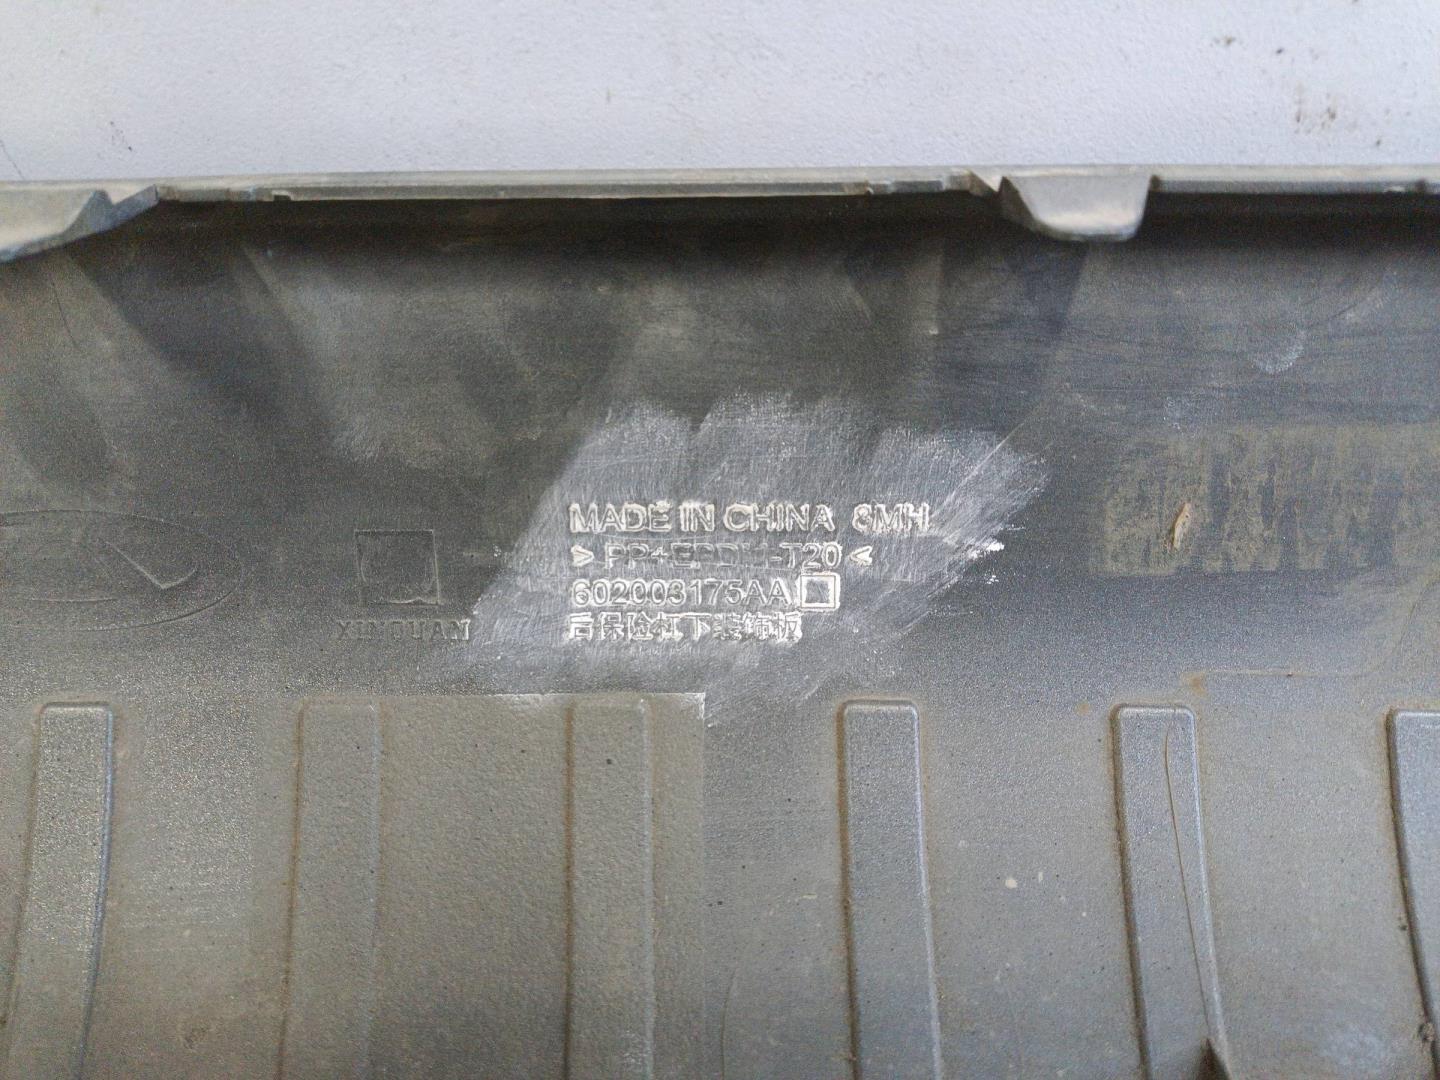 MADE IN CHINA 8MH
> PP+EPDM-T20 <
602003175AA
后保险杠下装饰板
XINQUAN